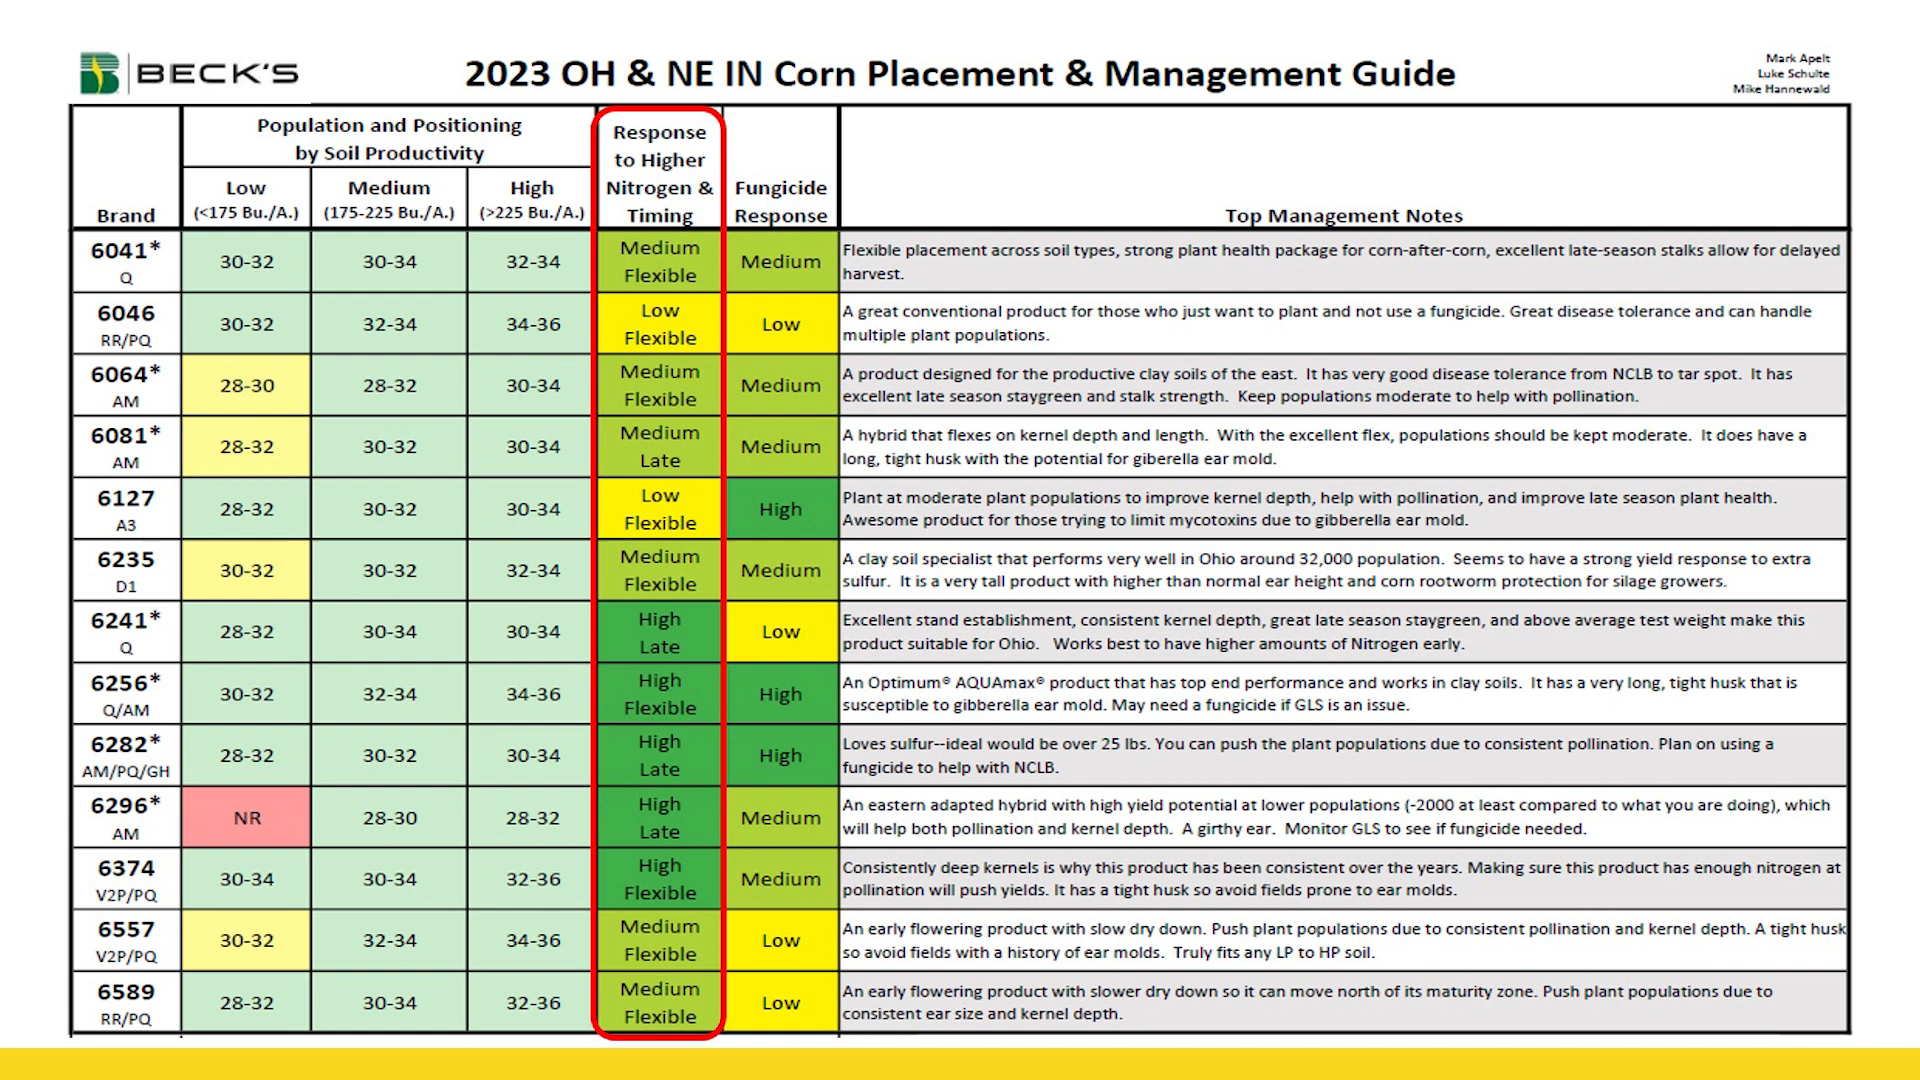 BECK'S
2023 OH & NE IN Corn Placement & Management Guide
Mark Apelt
Luke Schulte
Mike Hannewald
Population and Positioning
by Soil Productivity
Response
to Higher
Nitrogen &
Timing
Fungicide
Response
Brand
Low
(<175 Bu./A.)
Medium
(175-225 Bu./A.)
High
(>225 Bu./A.)
Top Management Notes
6041*
Q
30-32
30-34
32-34
Medium
Flexible
Medium
Flexible placement across soil types, strong plant health package for corn-after-corn, excellent late-season stalks allow for delayed
harvest.
6046
RR/PQ
30-32
32-34
34-36
Low
Flexible
Low
A great conventional product for those who just want to plant and not use a fungicide. Great disease tolerance and can handle
multiple plant populations.
6064*
AM
28-30
28-32
30-34
Medium
Flexible
Medium
A product designed for the productive clay soils of the east. It has very good disease tolerance from NCLB to tar spot. It has
excellent late season staygreen and stalk strength. Keep populations moderate to help with pollination.
6081*
AM
28-32
30-32
30-34
Medium
Late
Medium
A hybrid that flexes on kernel depth and length. With the excellent flex, populations should be kept moderate. It does have a
long, tight husk with the potential for giberella ear mold.
6127
A3
28-32
30-32
30-34
Low
Flexible
High
Plant at moderate plant populations to improve kernel depth, help with pollination, and improve late season plant health.
Awesome product for those trying to limit mycotoxins due to gibberella ear mold.
6235
D1
30-32
30-32
32-34
Medium
Flexible
Medium
A clay soil specialist that performs very well in Ohio around 32,000 population. Seems to have a strong yield response to extra
sulfur. It is a very tall product with higher than normal ear height and corn rootworm protection for silage growers.
6241*
Q
28-32
30-34
30-34
High
Late
Low
Excellent stand establishment, consistent kernel depth, great late season staygreen, and above average test weight make this
product suitable for Ohio. Works best to have higher amounts of Nitrogen early.
6256*
Q/AM
30-32
32-34
34-36
High
Flexible
High
An Optimum® AQUAmax® product that has top end performance and works in clay soils. It has a very long, tight husk that is
susceptible to gibberella ear mold. May need a fungicide if GLS is an issue.
6282*
AM/PQ/GH
28-32
30-32
30-34
High
Late
High
Loves sulfur--ideal would be over 25 lbs. You can push the plant populations due to consistent pollination. Plan on using a
fungicide to help with NCLB.
6296*
AM
NR
28-30
28-32
High
Late
Medium
An eastern adapted hybrid with high yield potential at lower populations (-2000 at least compared to what you are doing), which
will help both pollination and kernel depth. A girthy ear. Monitor GLS to see if fungicide needed.
6374
V2P/PQ
30-34
30-34
32-36
High
Flexible
Medium
Consistently deep kernels is why this product has been consistent over the years. Making sure this product has enough nitrogen at
pollination will push yields. It has a tight husk so avoid fields prone to ear molds.
6557
V2P/PQ
30-32
32-34
34-36
Medium
Flexible
Low
An early flowering product with slow dry down. Push plant populations due to consistent pollination and kernel depth. A tight husk
so avoid fields with a history of ear molds. Truly fits any LP to HP soil.
6589
RR/PQ
28-32
30-34
32-36
Medium
Flexible
Low
An early flowering product with slower dry down so it can move north of its maturity zone. Push plant populations due to
consistent ear size and kernel depth.